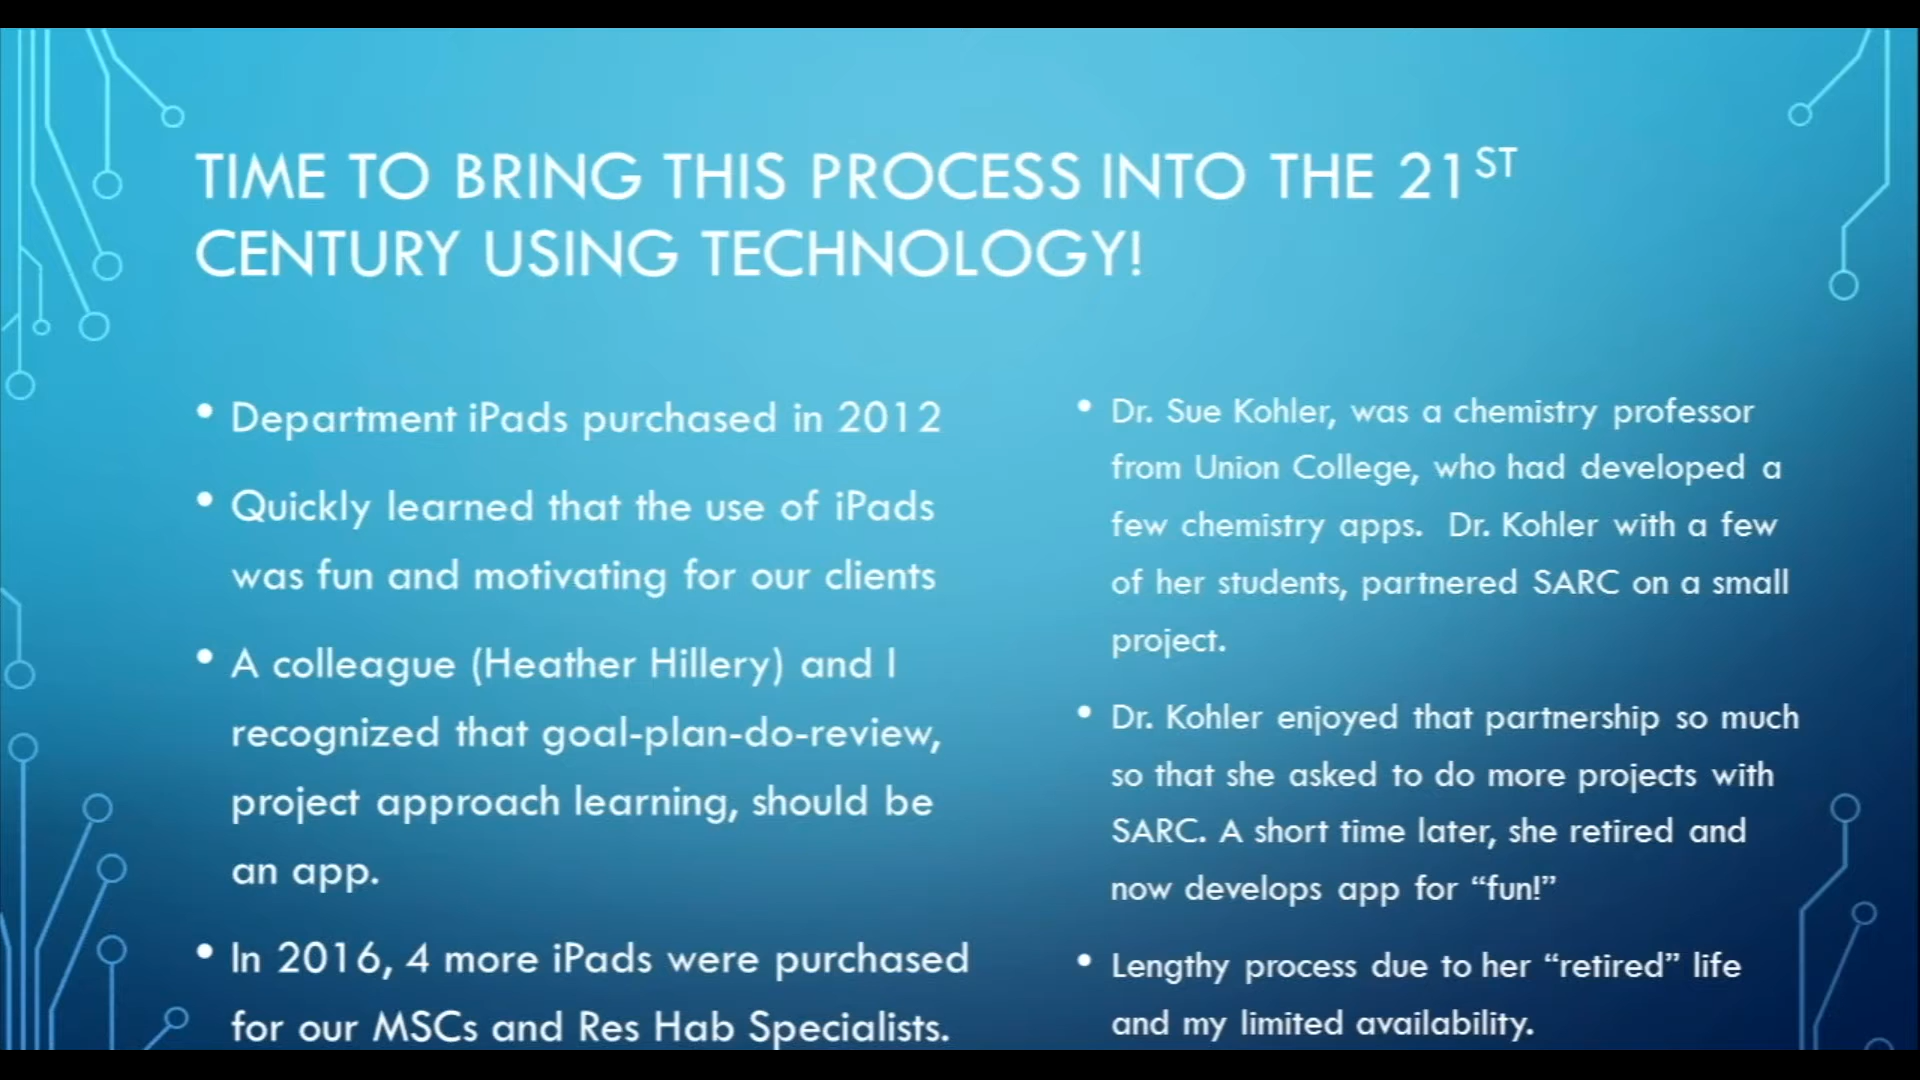 TIME TO BRING THIS PROCESS INTO THE 21ST
CENTURY USING TECHNOLOGY!
• Department iPads purchased in 2012
• Quickly learned that the use of iPads
was fun and motivating for our clients
• A colleague (Heather Hillery) and I
recognized that goal-plan-do-review,
project approach learning, should be
an app.
• In 2016, 4 more iPads were purchased
for our MSCs and Res Hab Specialists.
• Dr. Sue Kohler, was a chemistry professor
from Union College, who had developed a
few chemistry apps.  Dr. Kohler with a few
of her students, partnered SARC on a small
project.
• Dr. Kohler enjoyed that partnership so much
so that she asked to do more projects with
SARC. A short time later, she retired and
now develops app for “fun!”
• Lengthy process due to her “retired” life
and my limited availability.